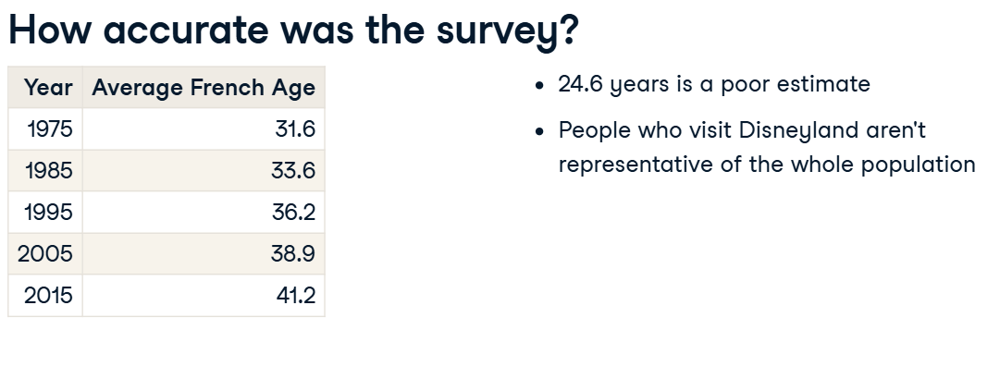 How accurate was the survey?
Year Average French Age
1975 31.6
1985 33.6
1995 36.2
2005 38.9
2015 41.2
• 24.6 years is a poor estimate
• People who visit Disneyland aren't
representative of the whole population